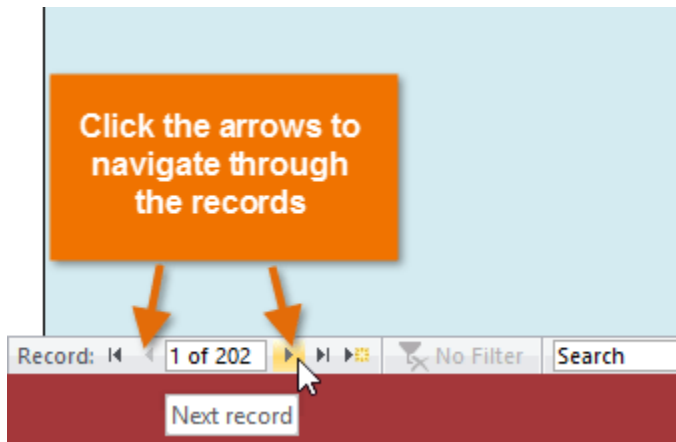 Click the arrows to
navigate through
the records
Record: 1 of 202 No Filter Search
Next record